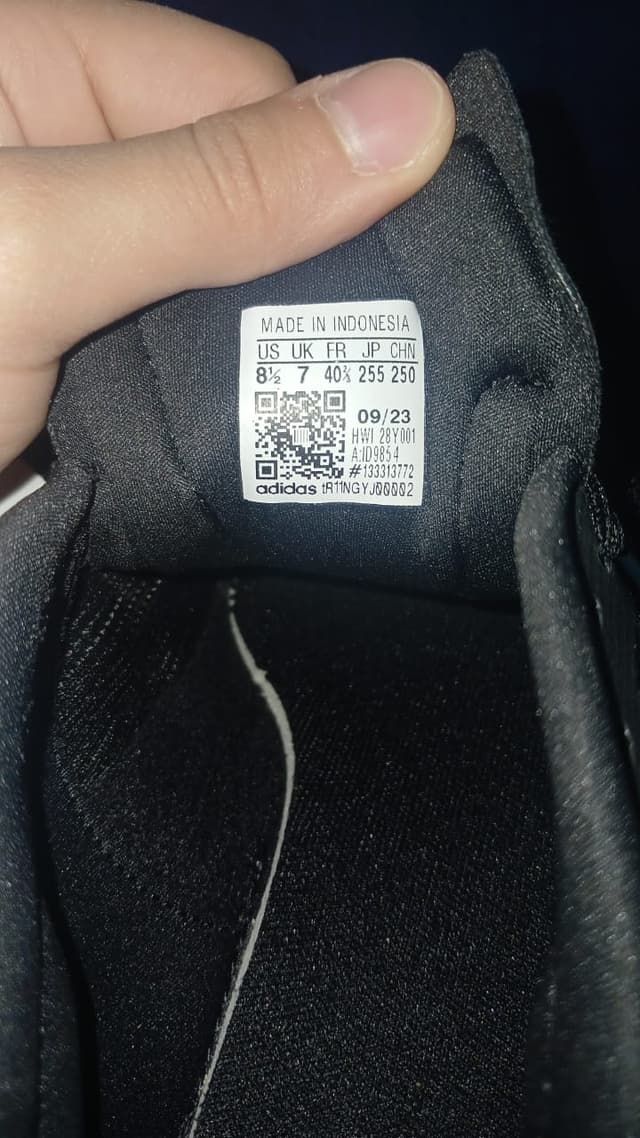 MADE IN INDONESIA
US UK FR JP CHN
8½ 7 40⅔ 255 250
09/23
HWI 28Y001
A:ID9854
#133313772
adidas tR11NGYJ00002